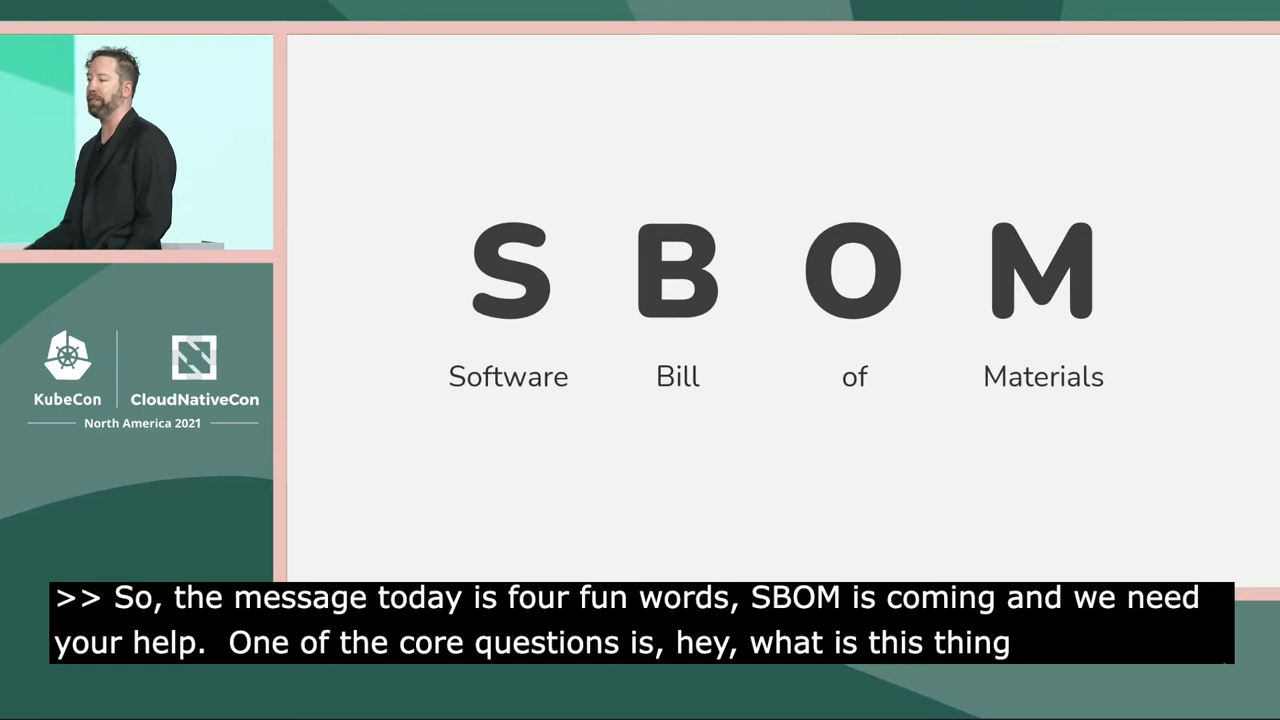 S B O M
Software Bill of Materials
KubeCon CloudNativeCon
North America 2021
>> So, the message today is four fun words, SBOM is coming and we need
your help.  One of the core questions is, hey, what is this thing